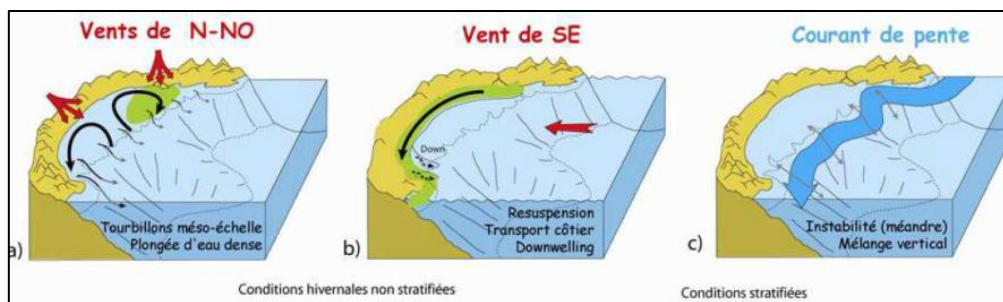 Vents de N-NO
Vent de SE
Courant de pente
Down
Tourbillons méso-échelle
Plongée d'eau dense
a)
Resuspension
Transport côtier
Downwelling
b)
Instabilité (méandre)
Mélange vertical
c)
Conditions hivernales non stratifiées
Conditions stratifiées